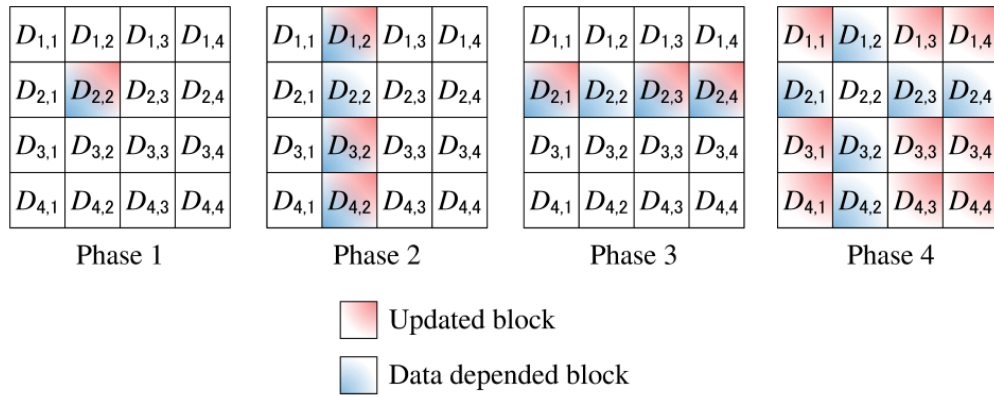 D1,1 D1,2 D1,3 D1,4
D2,1 D2,2 D2,3 D2,4
D3,1 D3,2 D3,3 D3,4
D4,1 D4,2 D4,3 D4,4
Phase 1
D1,1 D1,2 D1,3 D1,4
D2,1 D2,2 D2,3 D2,4
D3,1 D3,2 D3,3 D3,4
D4,1 D4,2 D4,3 D4,4
Phase 2
D1,1 D1,2 D1,3 D1,4
D2,1 D2,2 D2,3 D2,4
D3,1 D3,2 D3,3 D3,4
D4,1 D4,2 D4,3 D4,4
Phase 3
D1,1 D1,2 D1,3 D1,4
D2,1 D2,2 D2,3 D2,4
D3,1 D3,2 D3,3 D3,4
D4,1 D4,2 D4,3 D4,4
Phase 4
Updated block
Data depended block